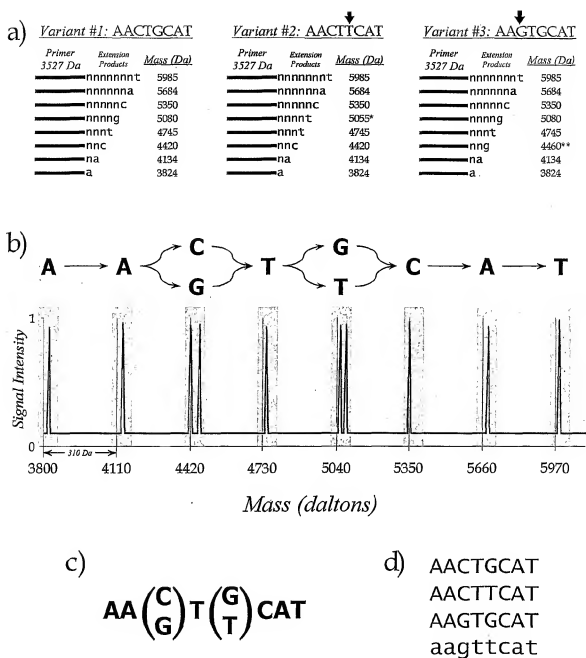 a)
Variant #1: AACTGCAT
Primer 3527 Da Extension Products Mass (Da)
nnnnnnnt 5985
nnnnnna 5684
nnnnnc 5350
nnnng 5080
nnnt 4745
nnc 4420
na 4134
a 3824
Variant #2: AACTTCAT
Primer 3527 Da Extension Products Mass (Da)
nnnnnnnt 5985
nnnnnna 5684
nnnnnc 5350
nnnnt 5055*
nnnt 4745
nnc 4420
na 4134
a 3824
Variant #3: AAGTGCAT
Primer 3527 Da Extension Products Mass (Da)
nnnnnnnt 5985
nnnnnna 5684
nnnnnc 5350
nnnng 5080
nnnt 4745
nng 4460**
na 4134
a 3824
b)
C G
A A T C A T
G T
1
Signal Intensity
0
310 Da
3800 4110 4420 4730 5040 5350 5660 5970
Mass (daltons)
c)
AA(C G)T(G T)CAT
d)
AACTGCAT
AACTTCAT
AAGTGCAT
aagttcat